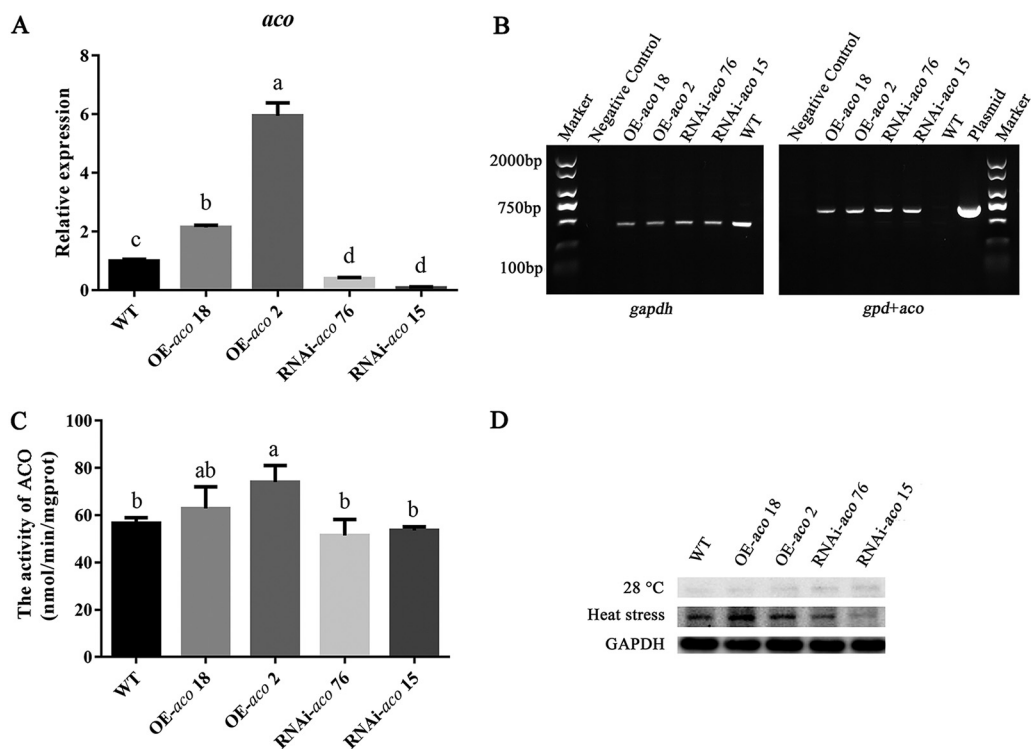 A
aco
Relative expression
8
6
4
2
0
c
b
a
d
d
WT
OE-aco 18
OE-aco 2
RNAi-aco 76
RNAi-aco 15
B
Marker
Negative Control
OE-aco 18
OE-aco 2
RNAi-aco 76
RNAi-aco 15
WT
Negative Control
OE-aco 18
OE-aco 2
RNAi-aco 76
RNAi-aco 15
WT
Plasmid
Marker
2000bp
750bp
100bp
gapdh
gpd+aco
C
The activity of ACO
(nmol/min/mgprot)
100
80
60
40
20
0
b
ab
a
b
b
WT
OE-aco 18
OE-aco 2
RNAi-aco 76
RNAi-aco 15
D
WT
OE-aco 18
OE-aco 2
RNAi-aco 76
RNAi-aco 15
28 °C
Heat stress
GAPDH